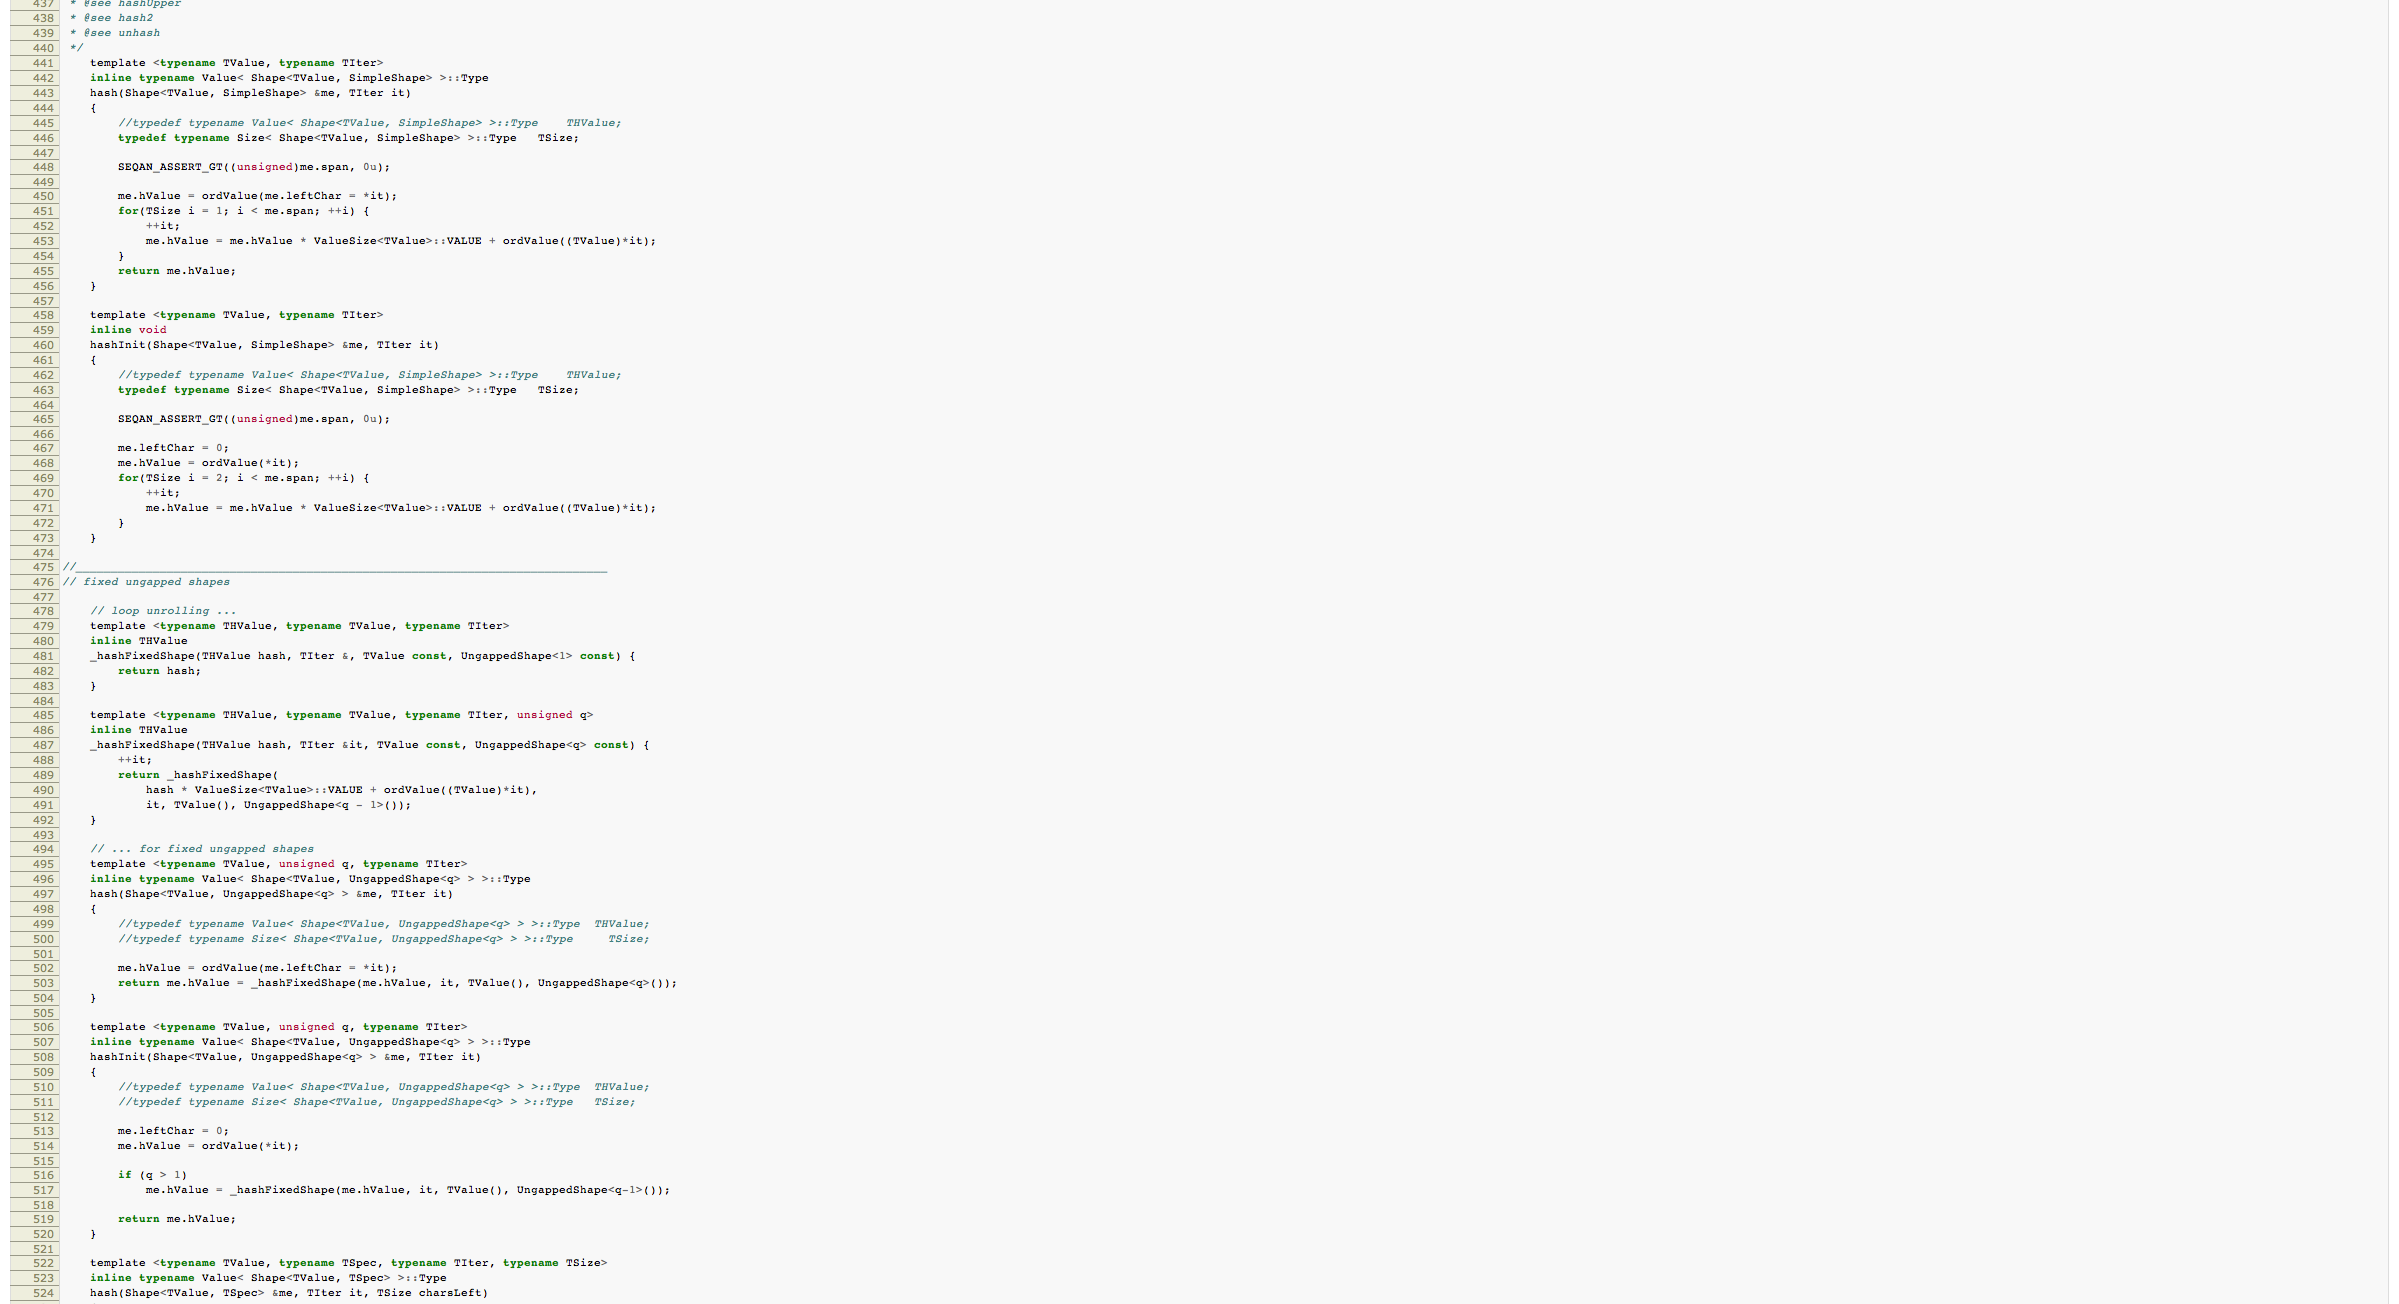 437 * @see hashUpper
438 * @see hash2
439 * @see unhash
440 */
441 template <typename TValue, typename TIter>
442 inline typename Value< Shape<TValue, SimpleShape> >::Type
443 hash(Shape<TValue, SimpleShape> &me, TIter it)
444 {
445 //typedef typename Value< Shape<TValue, SimpleShape> >::Type    THValue;
446 typedef typename Size< Shape<TValue, SimpleShape> >::Type   TSize;
447
448 SEQAN_ASSERT_GT((unsigned)me.span, 0u);
449
450 me.hValue = ordValue(me.leftChar = *it);
451 for(TSize i = 1; i < me.span; ++i) {
452 ++it;
453 me.hValue = me.hValue * ValueSize<TValue>::VALUE + ordValue((TValue)*it);
454 }
455 return me.hValue;
456 }
457
458 template <typename TValue, typename TIter>
459 inline void
460 hashInit(Shape<TValue, SimpleShape> &me, TIter it)
461 {
462 //typedef typename Value< Shape<TValue, SimpleShape> >::Type    THValue;
463 typedef typename Size< Shape<TValue, SimpleShape> >::Type   TSize;
464
465 SEQAN_ASSERT_GT((unsigned)me.span, 0u);
466
467 me.leftChar = 0;
468 me.hValue = ordValue(*it);
469 for(TSize i = 2; i < me.span; ++i) {
470 ++it;
471 me.hValue = me.hValue * ValueSize<TValue>::VALUE + ordValue((TValue)*it);
472 }
473 }
474
475 //____________________________________________________________________________
476 // fixed ungapped shapes
477
478 // loop unrolling ...
479 template <typename THValue, typename TValue, typename TIter>
480 inline THValue
481 _hashFixedShape(THValue hash, TIter &, TValue const, UngappedShape<1> const) {
482 return hash;
483 }
484
485 template <typename THValue, typename TValue, typename TIter, unsigned q>
486 inline THValue
487 _hashFixedShape(THValue hash, TIter &it, TValue const, UngappedShape<q> const) {
488 ++it;
489 return _hashFixedShape(
490 hash * ValueSize<TValue>::VALUE + ordValue((TValue)*it),
491 it, TValue(), UngappedShape<q - 1>());
492 }
493
494 // ... for fixed ungapped shapes
495 template <typename TValue, unsigned q, typename TIter>
496 inline typename Value< Shape<TValue, UngappedShape<q> > >::Type
497 hash(Shape<TValue, UngappedShape<q> > &me, TIter it)
498 {
499 //typedef typename Value< Shape<TValue, UngappedShape<q> > >::Type  THValue;
500 //typedef typename Size< Shape<TValue, UngappedShape<q> > >::Type     TSize;
501
502 me.hValue = ordValue(me.leftChar = *it);
503 return me.hValue = _hashFixedShape(me.hValue, it, TValue(), UngappedShape<q>());
504 }
505
506 template <typename TValue, unsigned q, typename TIter>
507 inline typename Value< Shape<TValue, UngappedShape<q> > >::Type
508 hashInit(Shape<TValue, UngappedShape<q> > &me, TIter it)
509 {
510 //typedef typename Value< Shape<TValue, UngappedShape<q> > >::Type  THValue;
511 //typedef typename Size< Shape<TValue, UngappedShape<q> > >::Type   TSize;
512
513 me.leftChar = 0;
514 me.hValue = ordValue(*it);
515
516 if (q > 1)
517 me.hValue = _hashFixedShape(me.hValue, it, TValue(), UngappedShape<q-1>());
518
519 return me.hValue;
520 }
521
522 template <typename TValue, typename TSpec, typename TIter, typename TSize>
523 inline typename Value< Shape<TValue, TSpec> >::Type
524 hash(Shape<TValue, TSpec> &me, TIter it, TSize charsLeft)